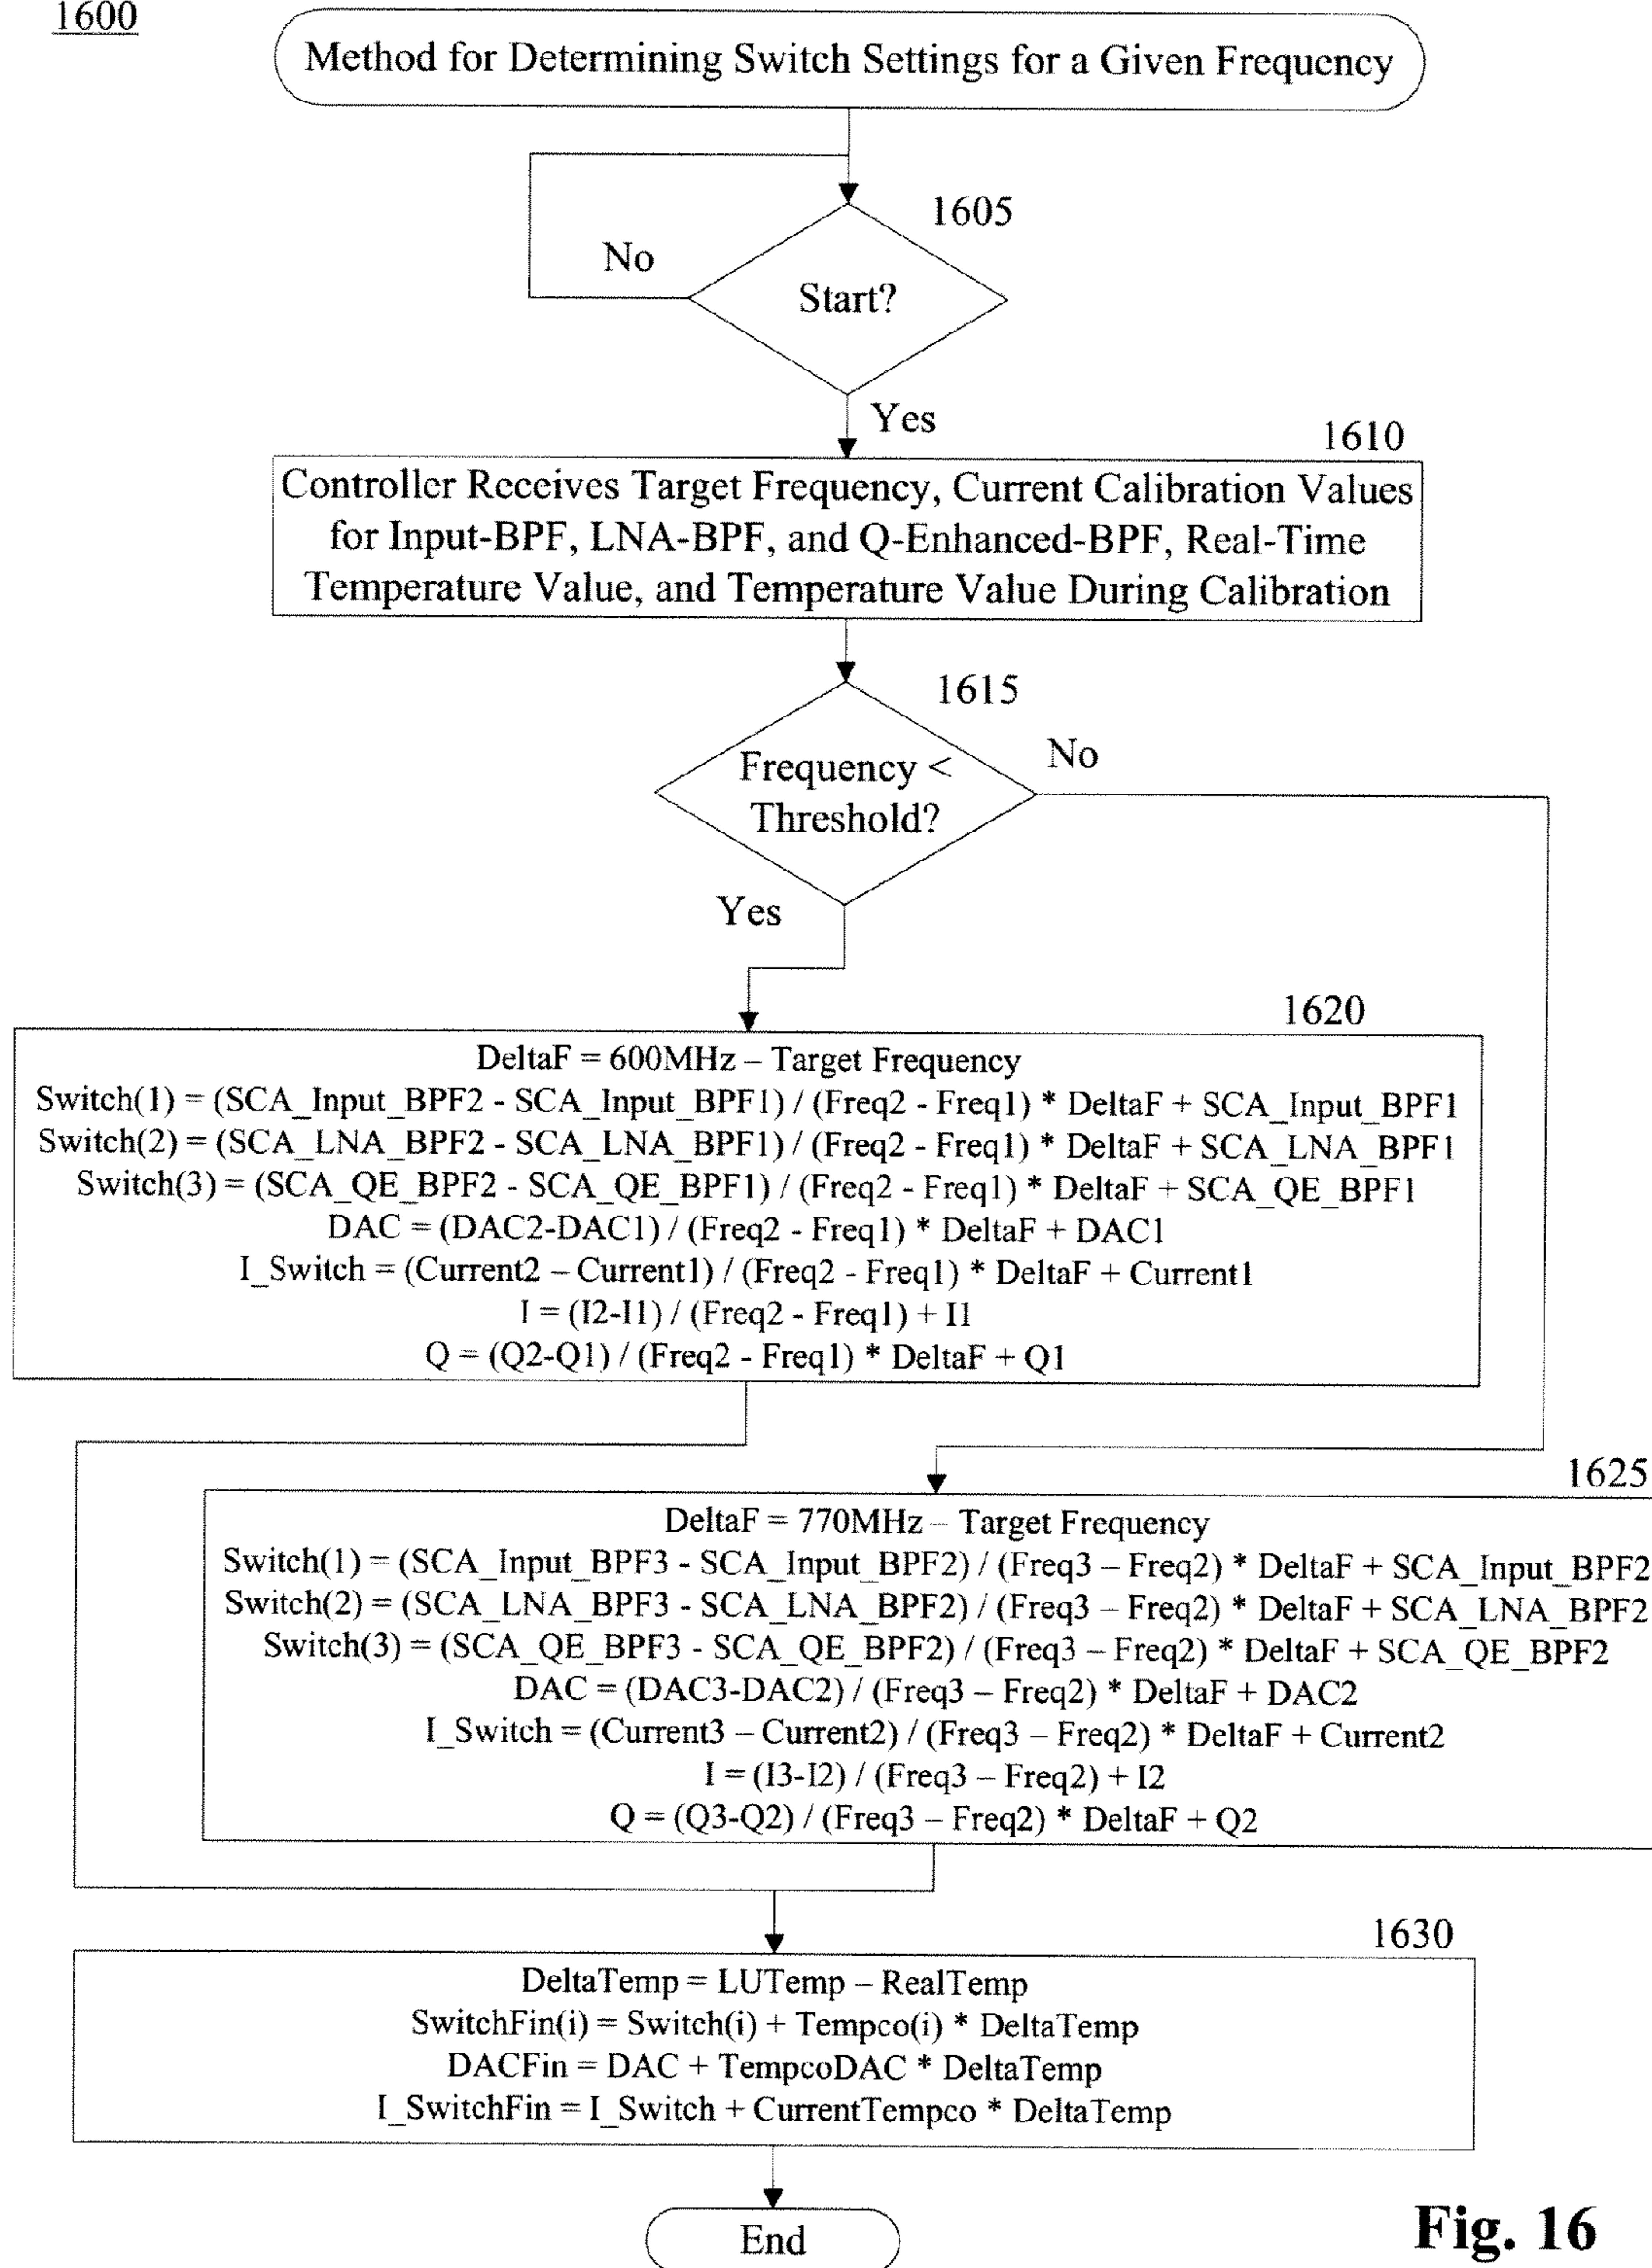 1600
Method for Determining Switch Settings for a Given Frequency
1605
No
Start?
Yes
1610
Controller Receives Target Frequency, Current Calibration Values
for Input-BPF, LNA-BPF, and Q-Enhanced-BPF, Real-Time
Temperature Value, and Temperature Value During Calibration
1615
No
Frequency <
Threshold?
Yes
1620
DeltaF = 600MHz – Target Frequency
Switch(1) = (SCA_Input_BPF2 - SCA_Input_BPF1) / (Freq2 - Freq1) * DeltaF + SCA_Input_BPF1
Switch(2) = (SCA_LNA_BPF2 - SCA_LNA_BPF1) / (Freq2 - Freq1) * DeltaF + SCA_LNA_BPF1
Switch(3) = (SCA_QE_BPF2 - SCA_QE_BPF1) / (Freq2 - Freq1) * DeltaF + SCA_QE_BPF1
DAC = (DAC2-DAC1) / (Freq2 - Freq1) * DeltaF + DAC1
I_Switch = (Current2 – Current1) / (Freq2 - Freq1) * DeltaF + Current1
I = (I2-I1) / (Freq2 - Freq1) + I1
Q = (Q2-Q1) / (Freq2 - Freq1) * DeltaF + Q1
1625
DeltaF = 770MHz – Target Frequency
Switch(1) = (SCA_Input_BPF3 - SCA_Input_BPF2) / (Freq3 – Freq2) * DeltaF + SCA_Input_BPF2
Switch(2) = (SCA_LNA_BPF3 - SCA_LNA_BPF2) / (Freq3 – Freq2) * DeltaF + SCA_LNA_BPF2
Switch(3) = (SCA_QE_BPF3 - SCA_QE_BPF2) / (Freq3 – Freq2) * DeltaF + SCA_QE_BPF2
DAC = (DAC3-DAC2) / (Freq3 – Freq2) * DeltaF + DAC2
I_Switch = (Current3 – Current2) / (Freq3 – Freq2) * DeltaF + Current2
I = (I3-I2) / (Freq3 – Freq2) + I2
Q = (Q3-Q2) / (Freq3 – Freq2) * DeltaF + Q2
1630
DeltaTemp = LUTemp – RealTemp
SwitchFin(i) = Switch(i) + Tempco(i) * DeltaTemp
DACFin = DAC + TempcoDAC * DeltaTemp
I_SwitchFin = I_Switch + CurrentTempco * DeltaTemp
End
Fig. 16